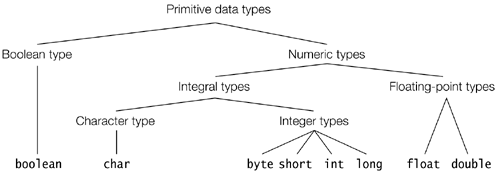 Primitive data types
Boolean type Numeric types
Integral types Floating-point types
Character type Integer types
boolean char byte short int long float double